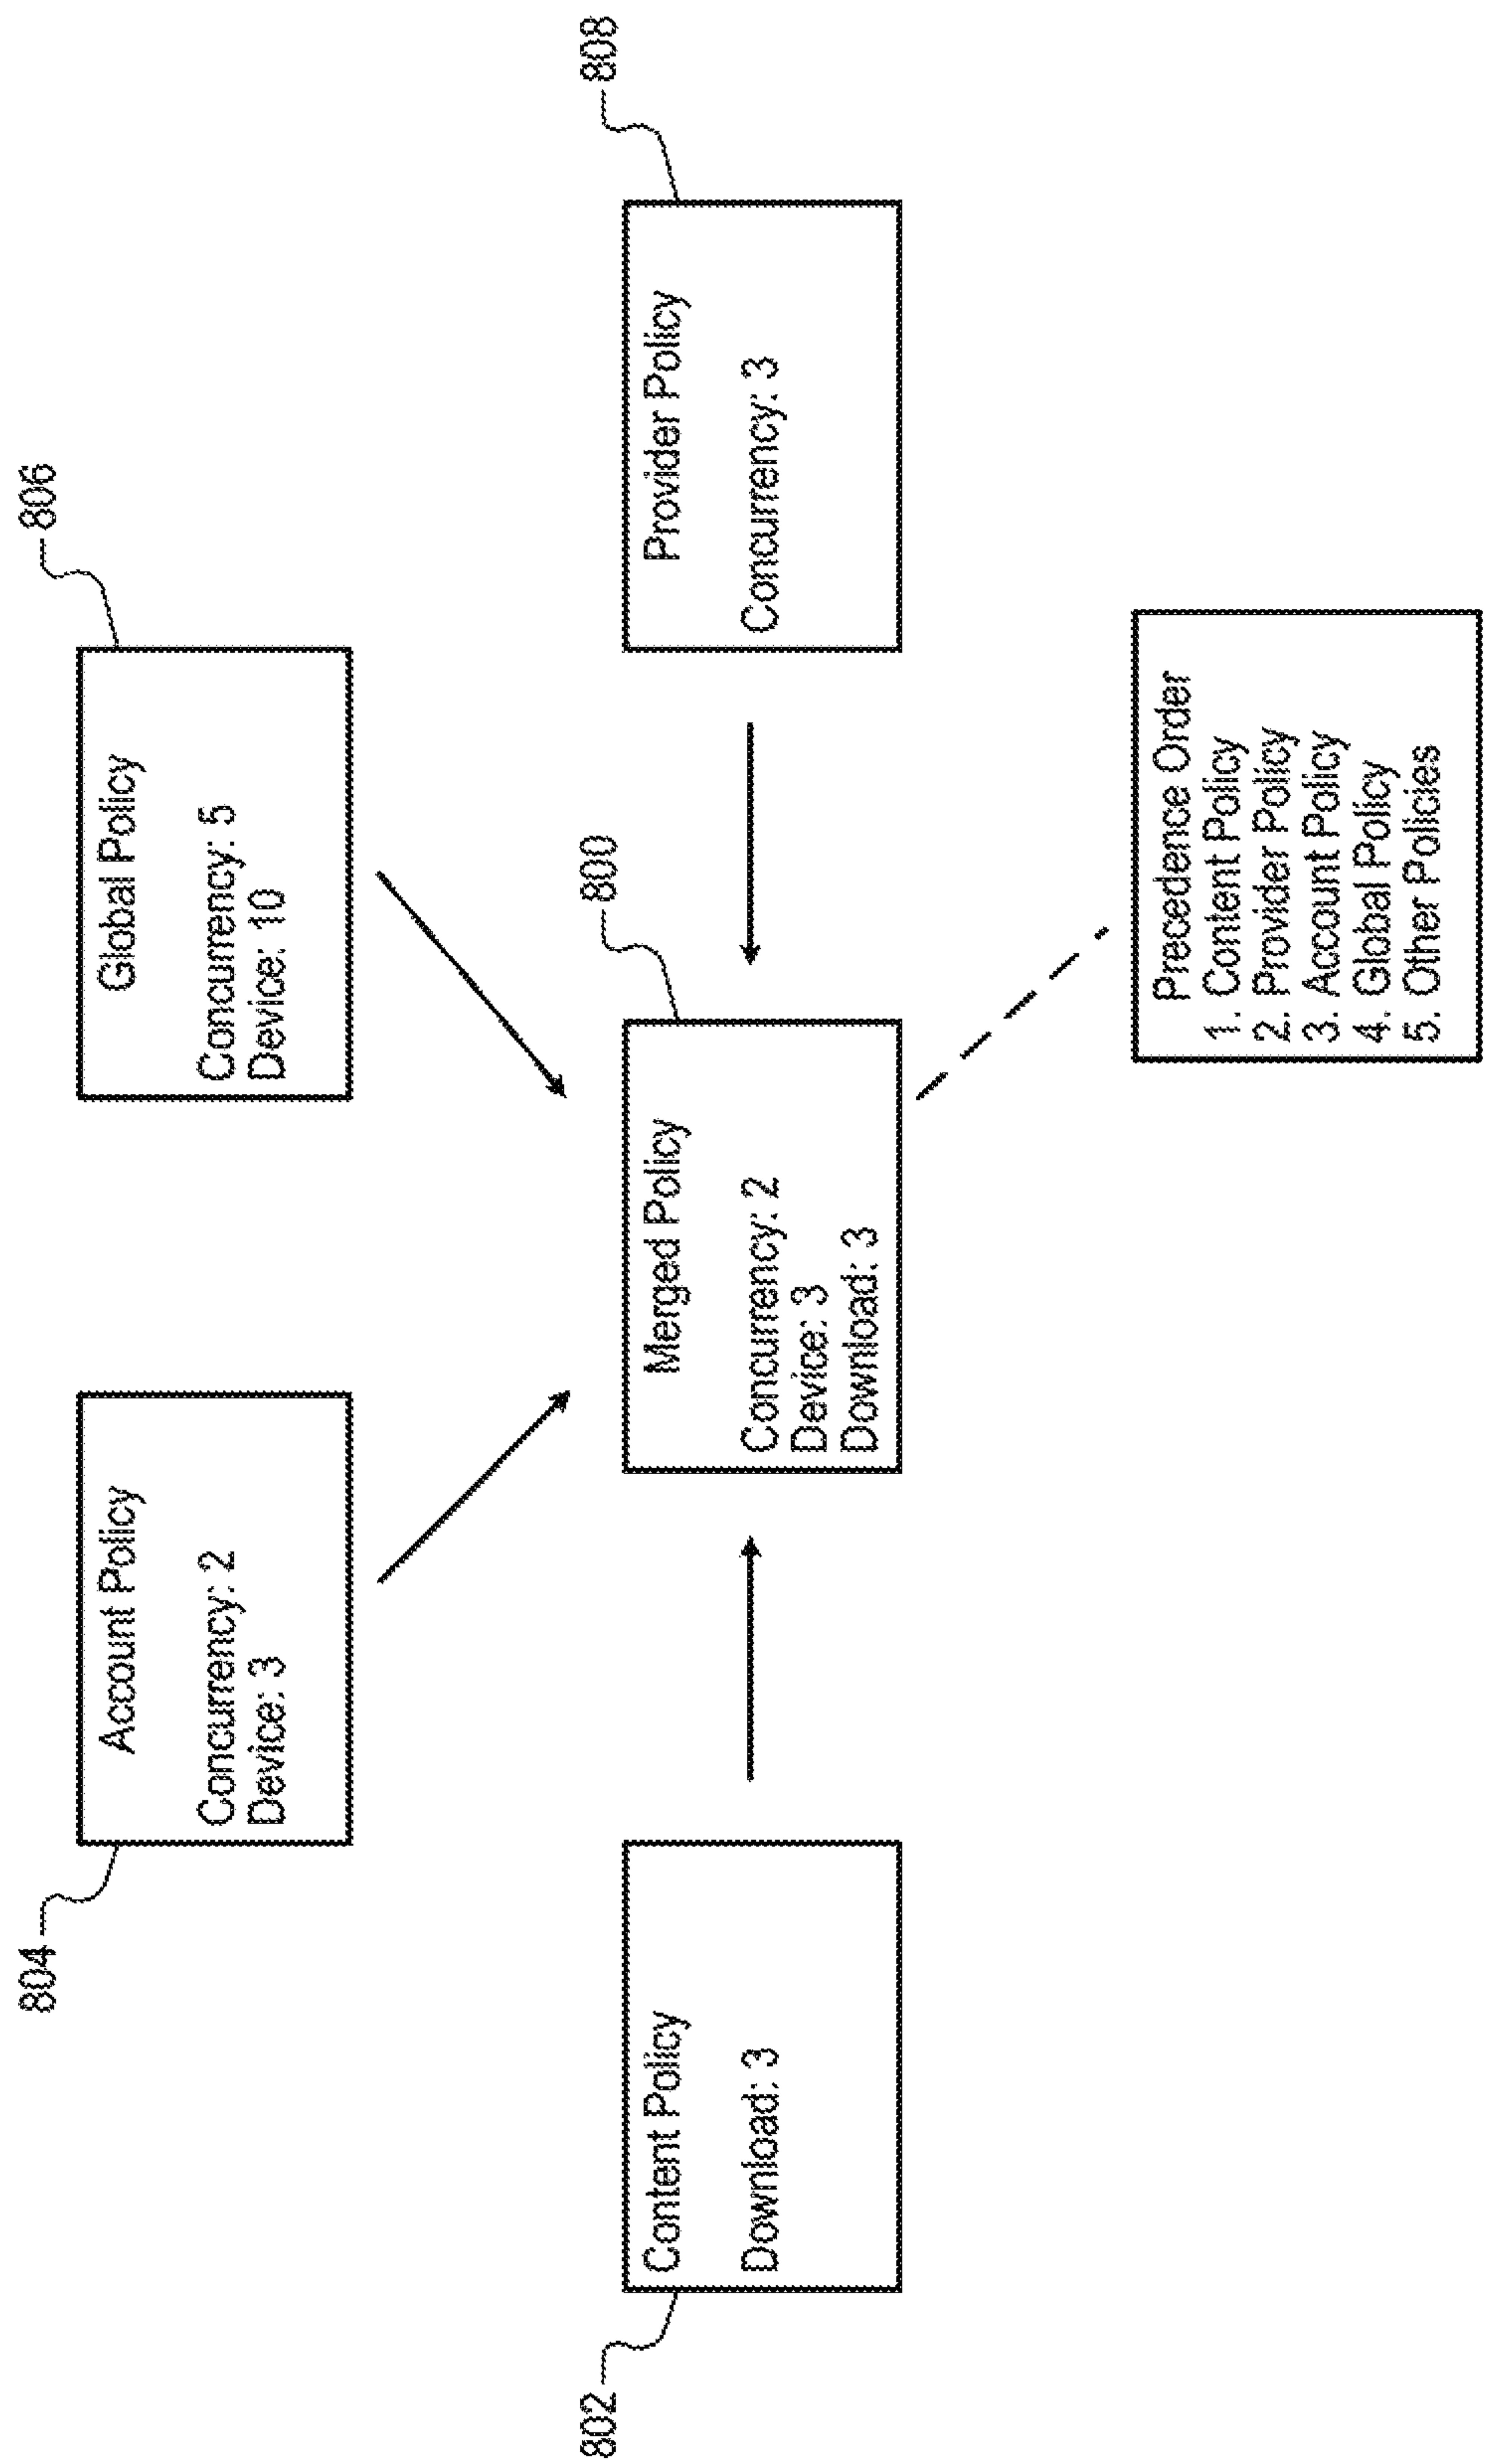 804
Account Policy
Concurrency: 2
Device: 3
806
Global Policy
Concurrency: 5
Device: 10
802
Content Policy
Download: 3
800
Merged Policy
Concurrency: 2
Device: 3
Download: 3
808
Provider Policy
Concurrency: 3
Precedence Order
1. Content Policy
2. Provider Policy
3. Account Policy
4. Global Policy
5. Other Policies